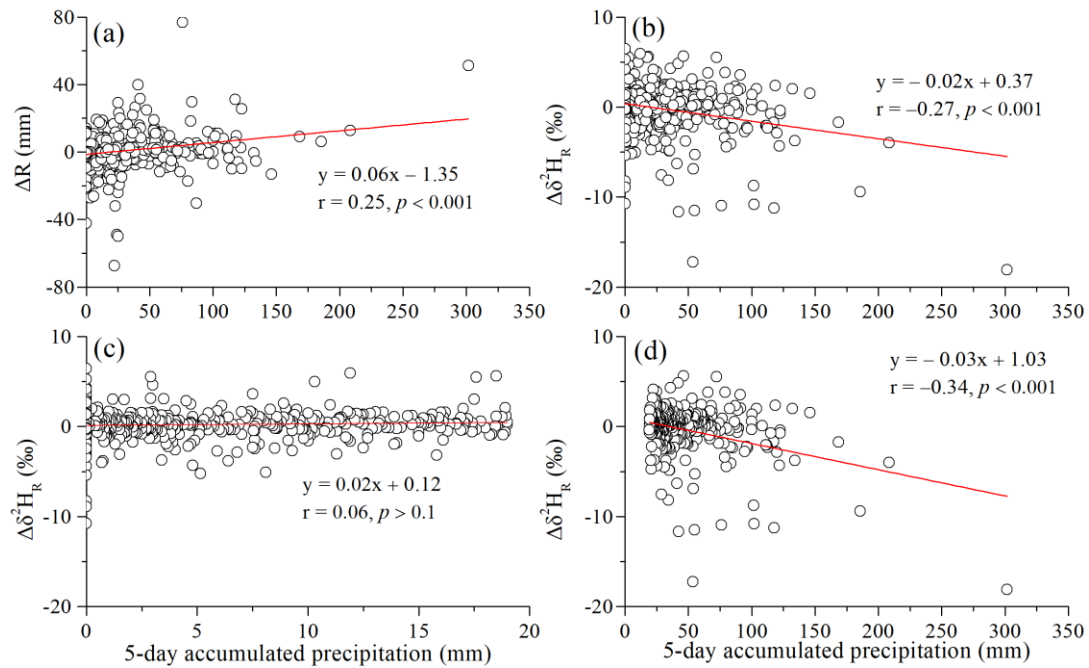 (a)
80
40
0
-40
-80
ΔR (mm)
y = 0.06x – 1.35
r = 0.25, p < 0.001
0 50 100 150 200 250 300 350
(b)
10
0
-10
-20
Δδ²H_R (‰)
y = – 0.02x + 0.37
r = –0.27, p < 0.001
0 50 100 150 200 250 300 350
(c)
10
0
-10
-20
Δδ²H_R (‰)
y = 0.02x + 0.12
r = 0.06, p > 0.1
0 5 10 15 20
5-day accumulated precipitation (mm)
(d)
10
0
-10
-20
Δδ²H_R (‰)
y = – 0.03x + 1.03
r = –0.34, p < 0.001
0 50 100 150 200 250 300 350
5-day accumulated precipitation (mm)